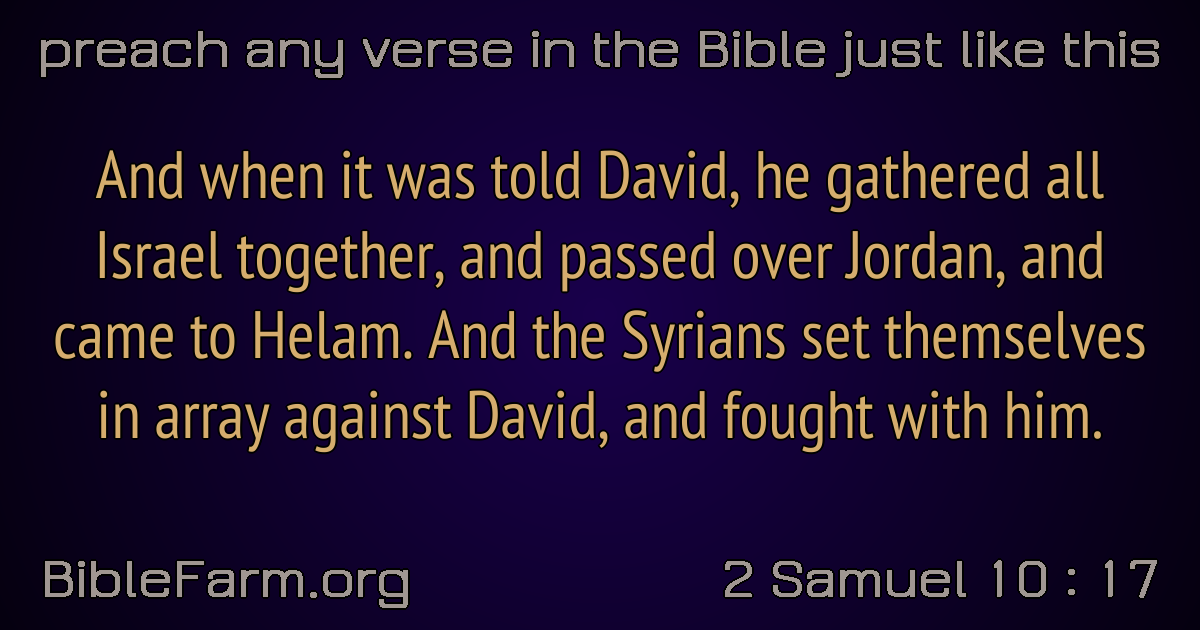 preach any verse in the Bible just like this
And when it was told David, he gathered all
Israel together, and passed over Jordan, and
came to Helam. And the Syrians set themselves
in array against David, and fought with him.
BibleFarm.org
2 Samuel 10 : 17